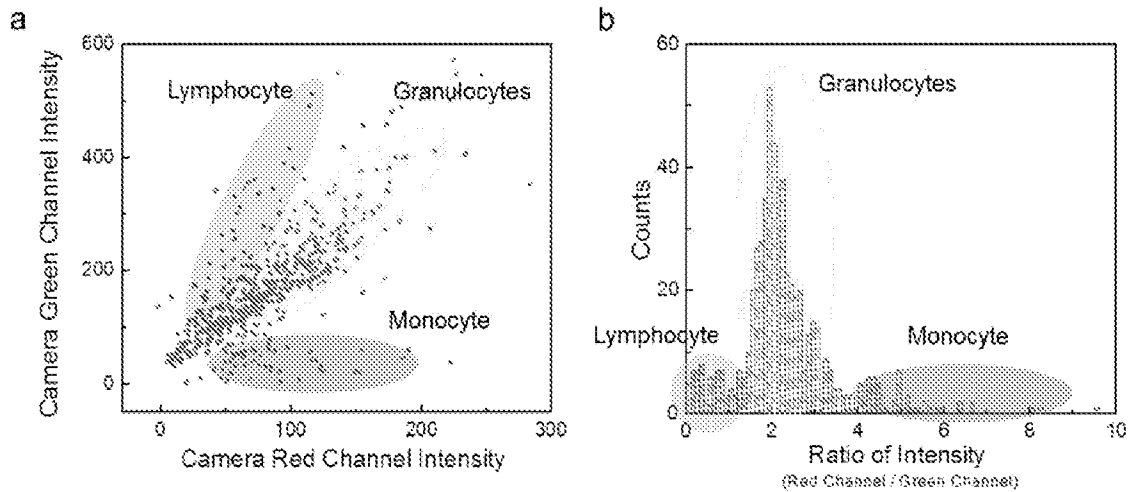 a
b
Camera Green Channel Intensity
600
400
200
0
Lymphocyte
Granulocytes
Monocyte
0 100 200 300
Camera Red Channel Intensity
Counts
60
40
20
0
Granulocytes
Lymphocyte
Monocyte
0 2 4 6 8 10
Ratio of Intensity
(Red Channel / Green Channel)